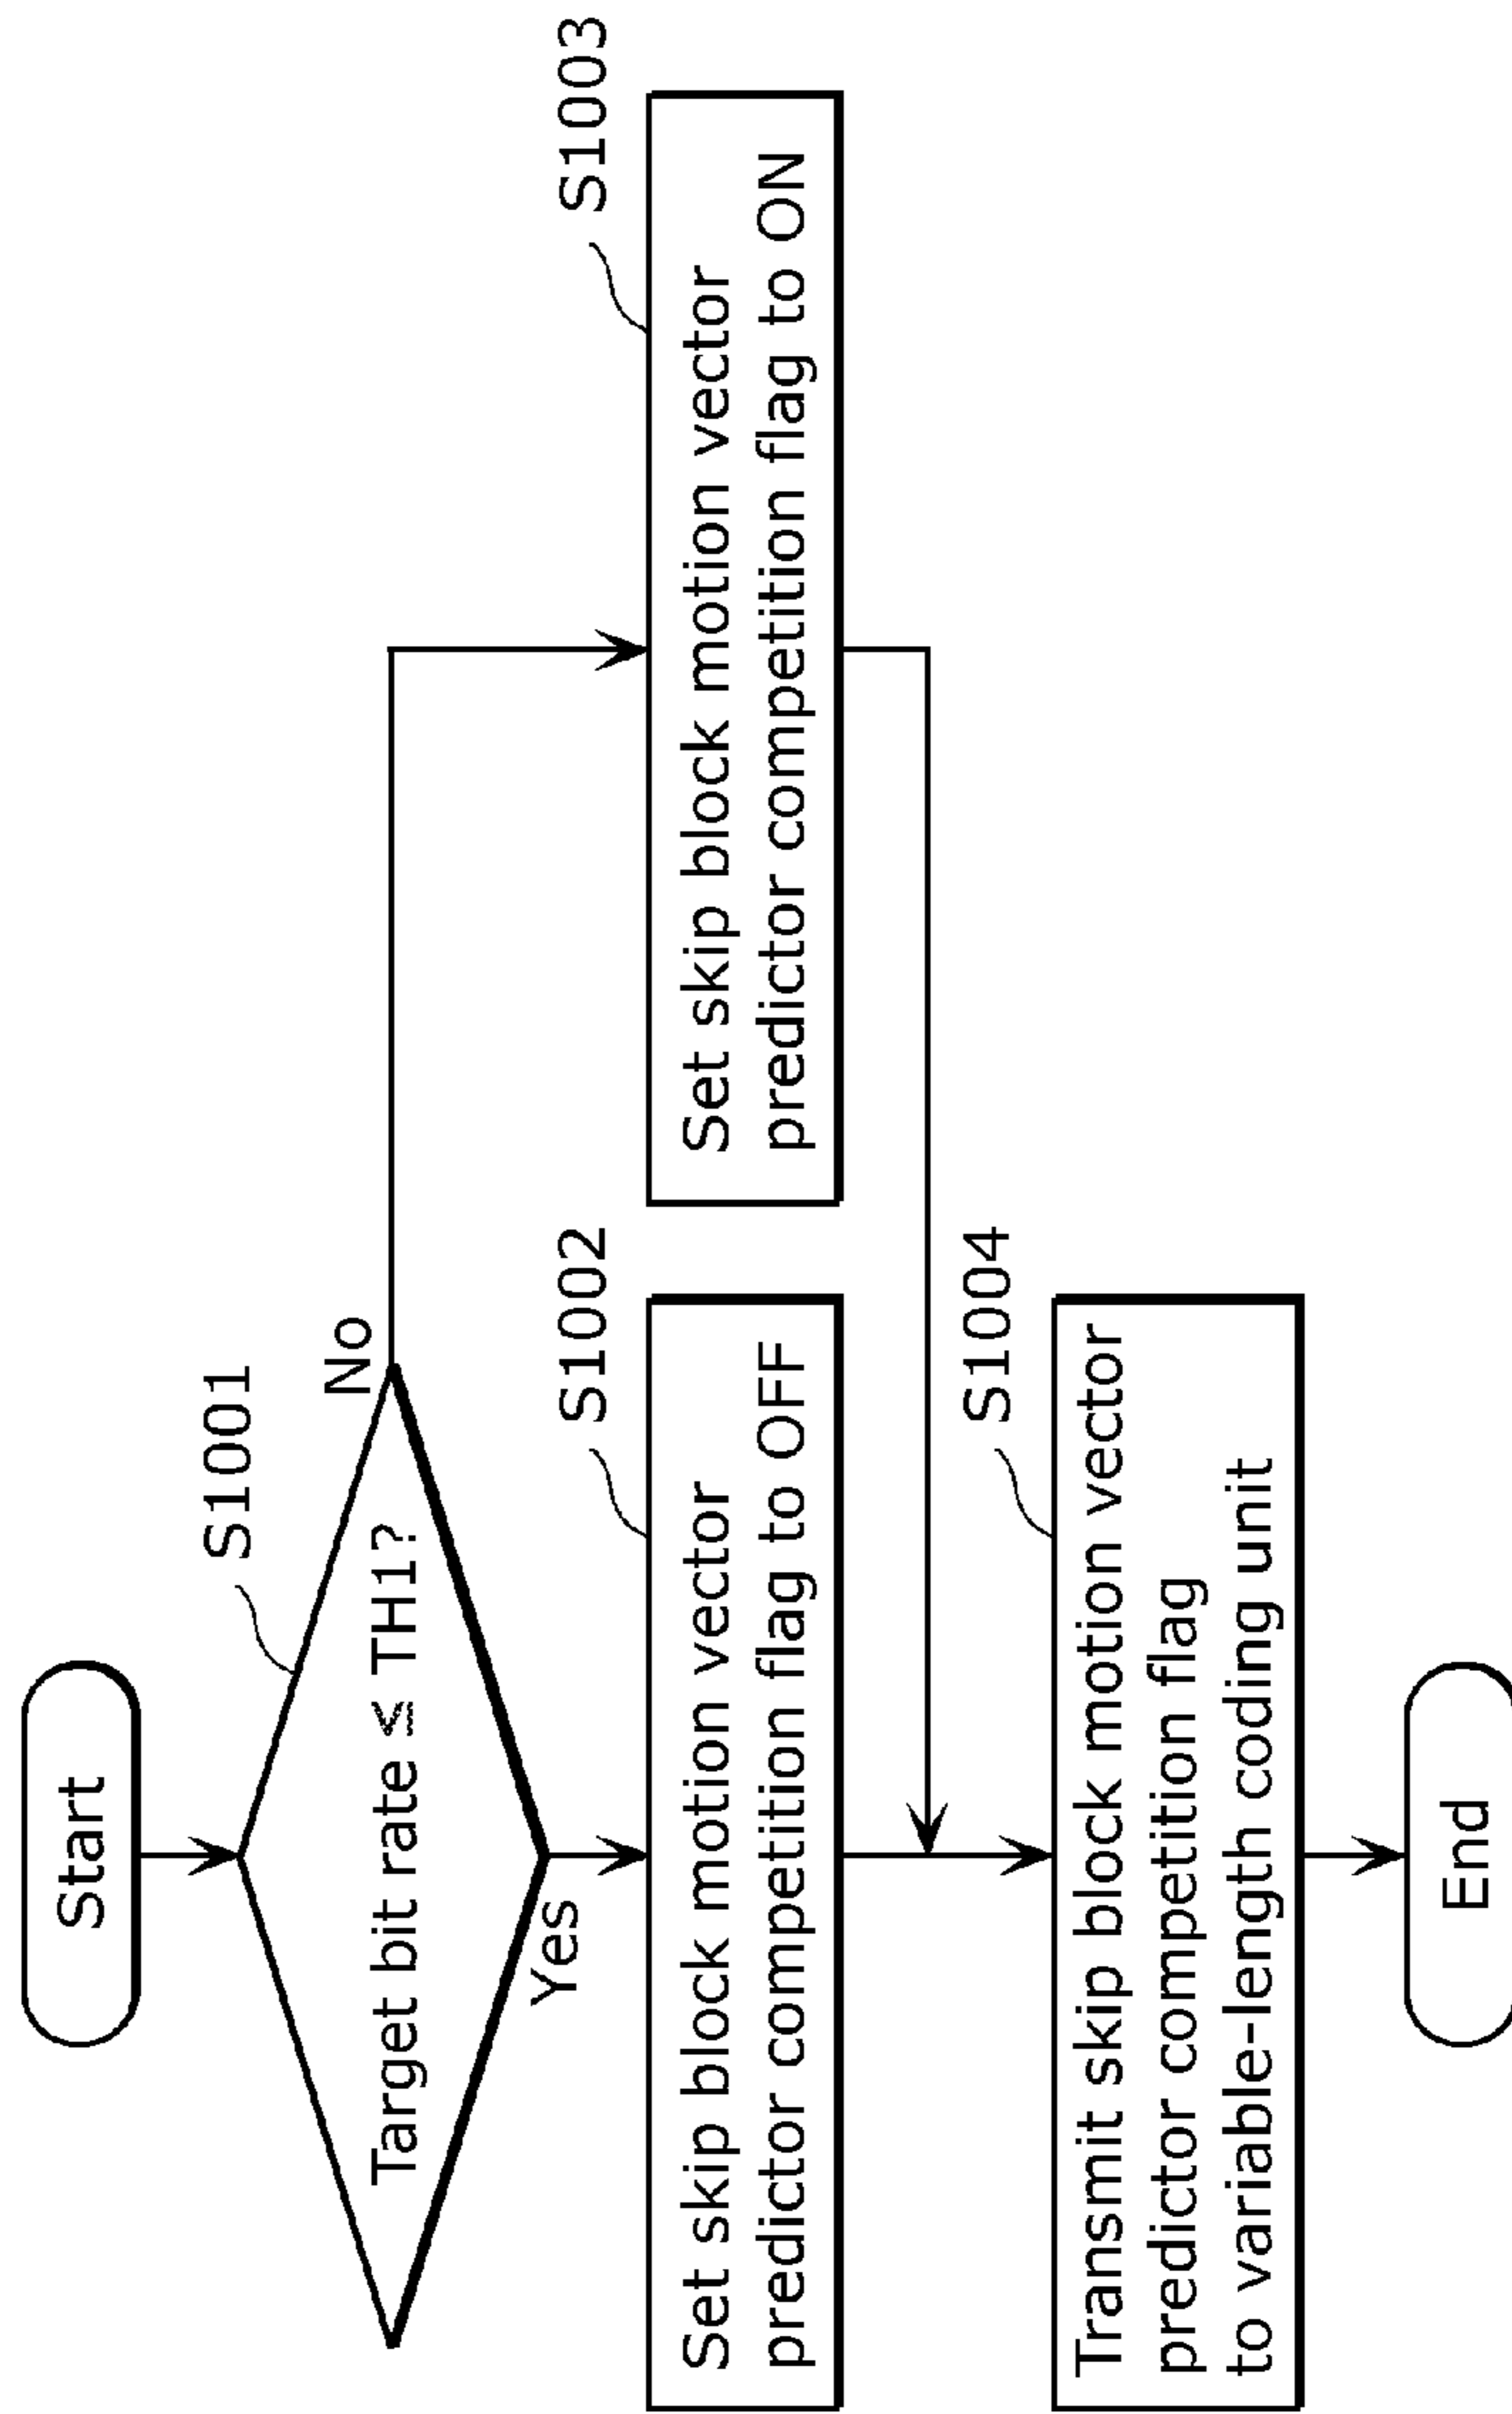 Start
S1001
Target bit rate ≤ TH1?
No
Yes
S1002
Set skip block motion vector
predictor competition flag to OFF
S1003
Set skip block motion vector
predictor competition flag to ON
S1004
Transmit skip block motion vector
predictor competition flag
to variable-length coding unit
End